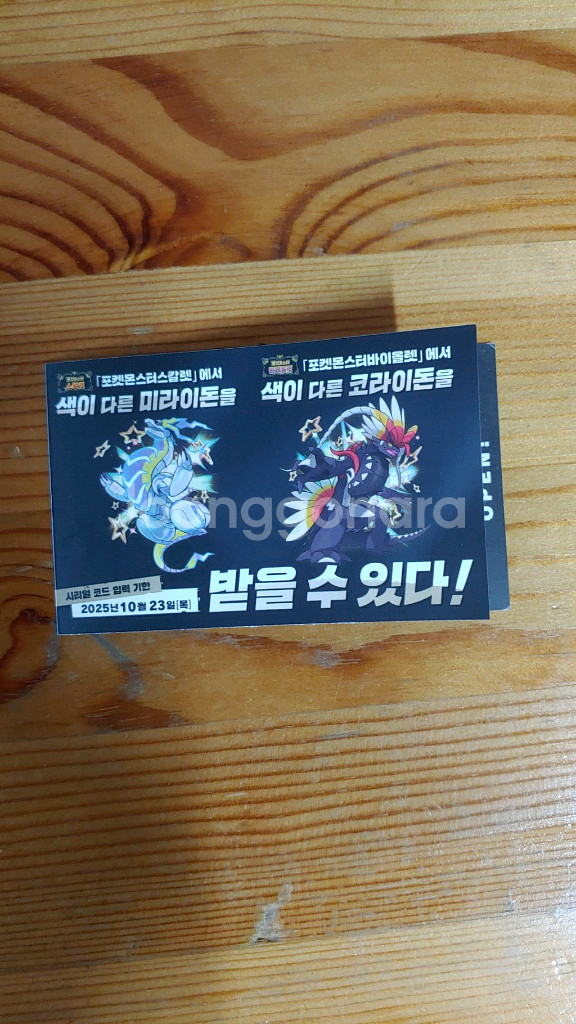 「포켓몬스터스칼렛」에서
색이 다른 미라이돈을
「포켓몬스터바이올렛」에서
색이 다른 코라이돈을
joonggonara
시리얼 코드 입력 기한
2025년 10월 23일[목]
받을 수 있다!
OPEN!